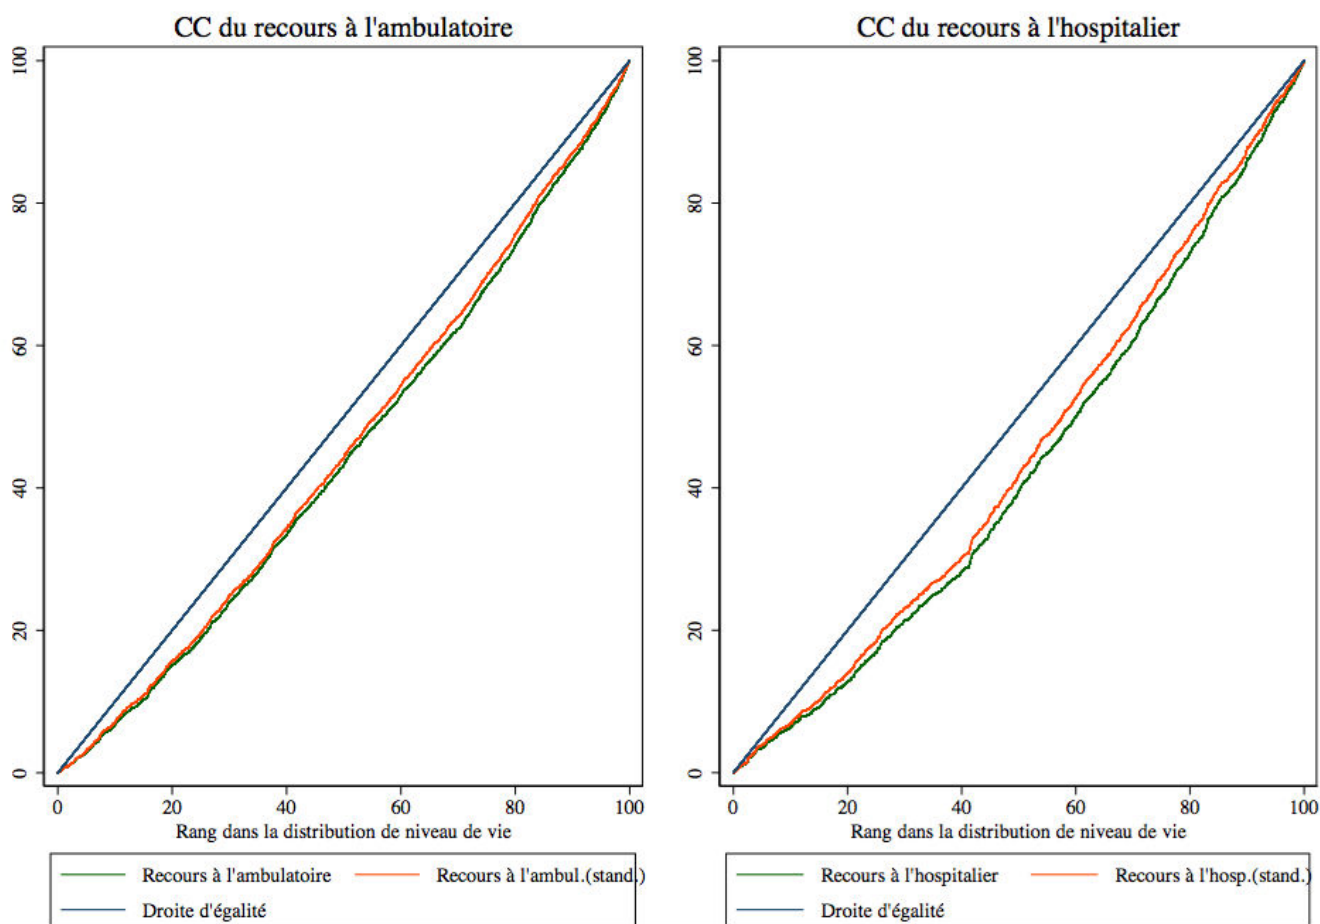 CC du recours à l'ambulatoire
100
80
60
40
20
0
0 20 40 60 80 100
Rang dans la distribution de niveau de vie
Recours à l'ambulatoire Recours à l'ambul.(stand.)
Droite d'égalité
CC du recours à l'hospitalier
100
80
60
40
20
0
0 20 40 60 80 100
Rang dans la distribution de niveau de vie
Recours à l'hospitalier Recours à l'hosp.(stand.)
Droite d'égalité